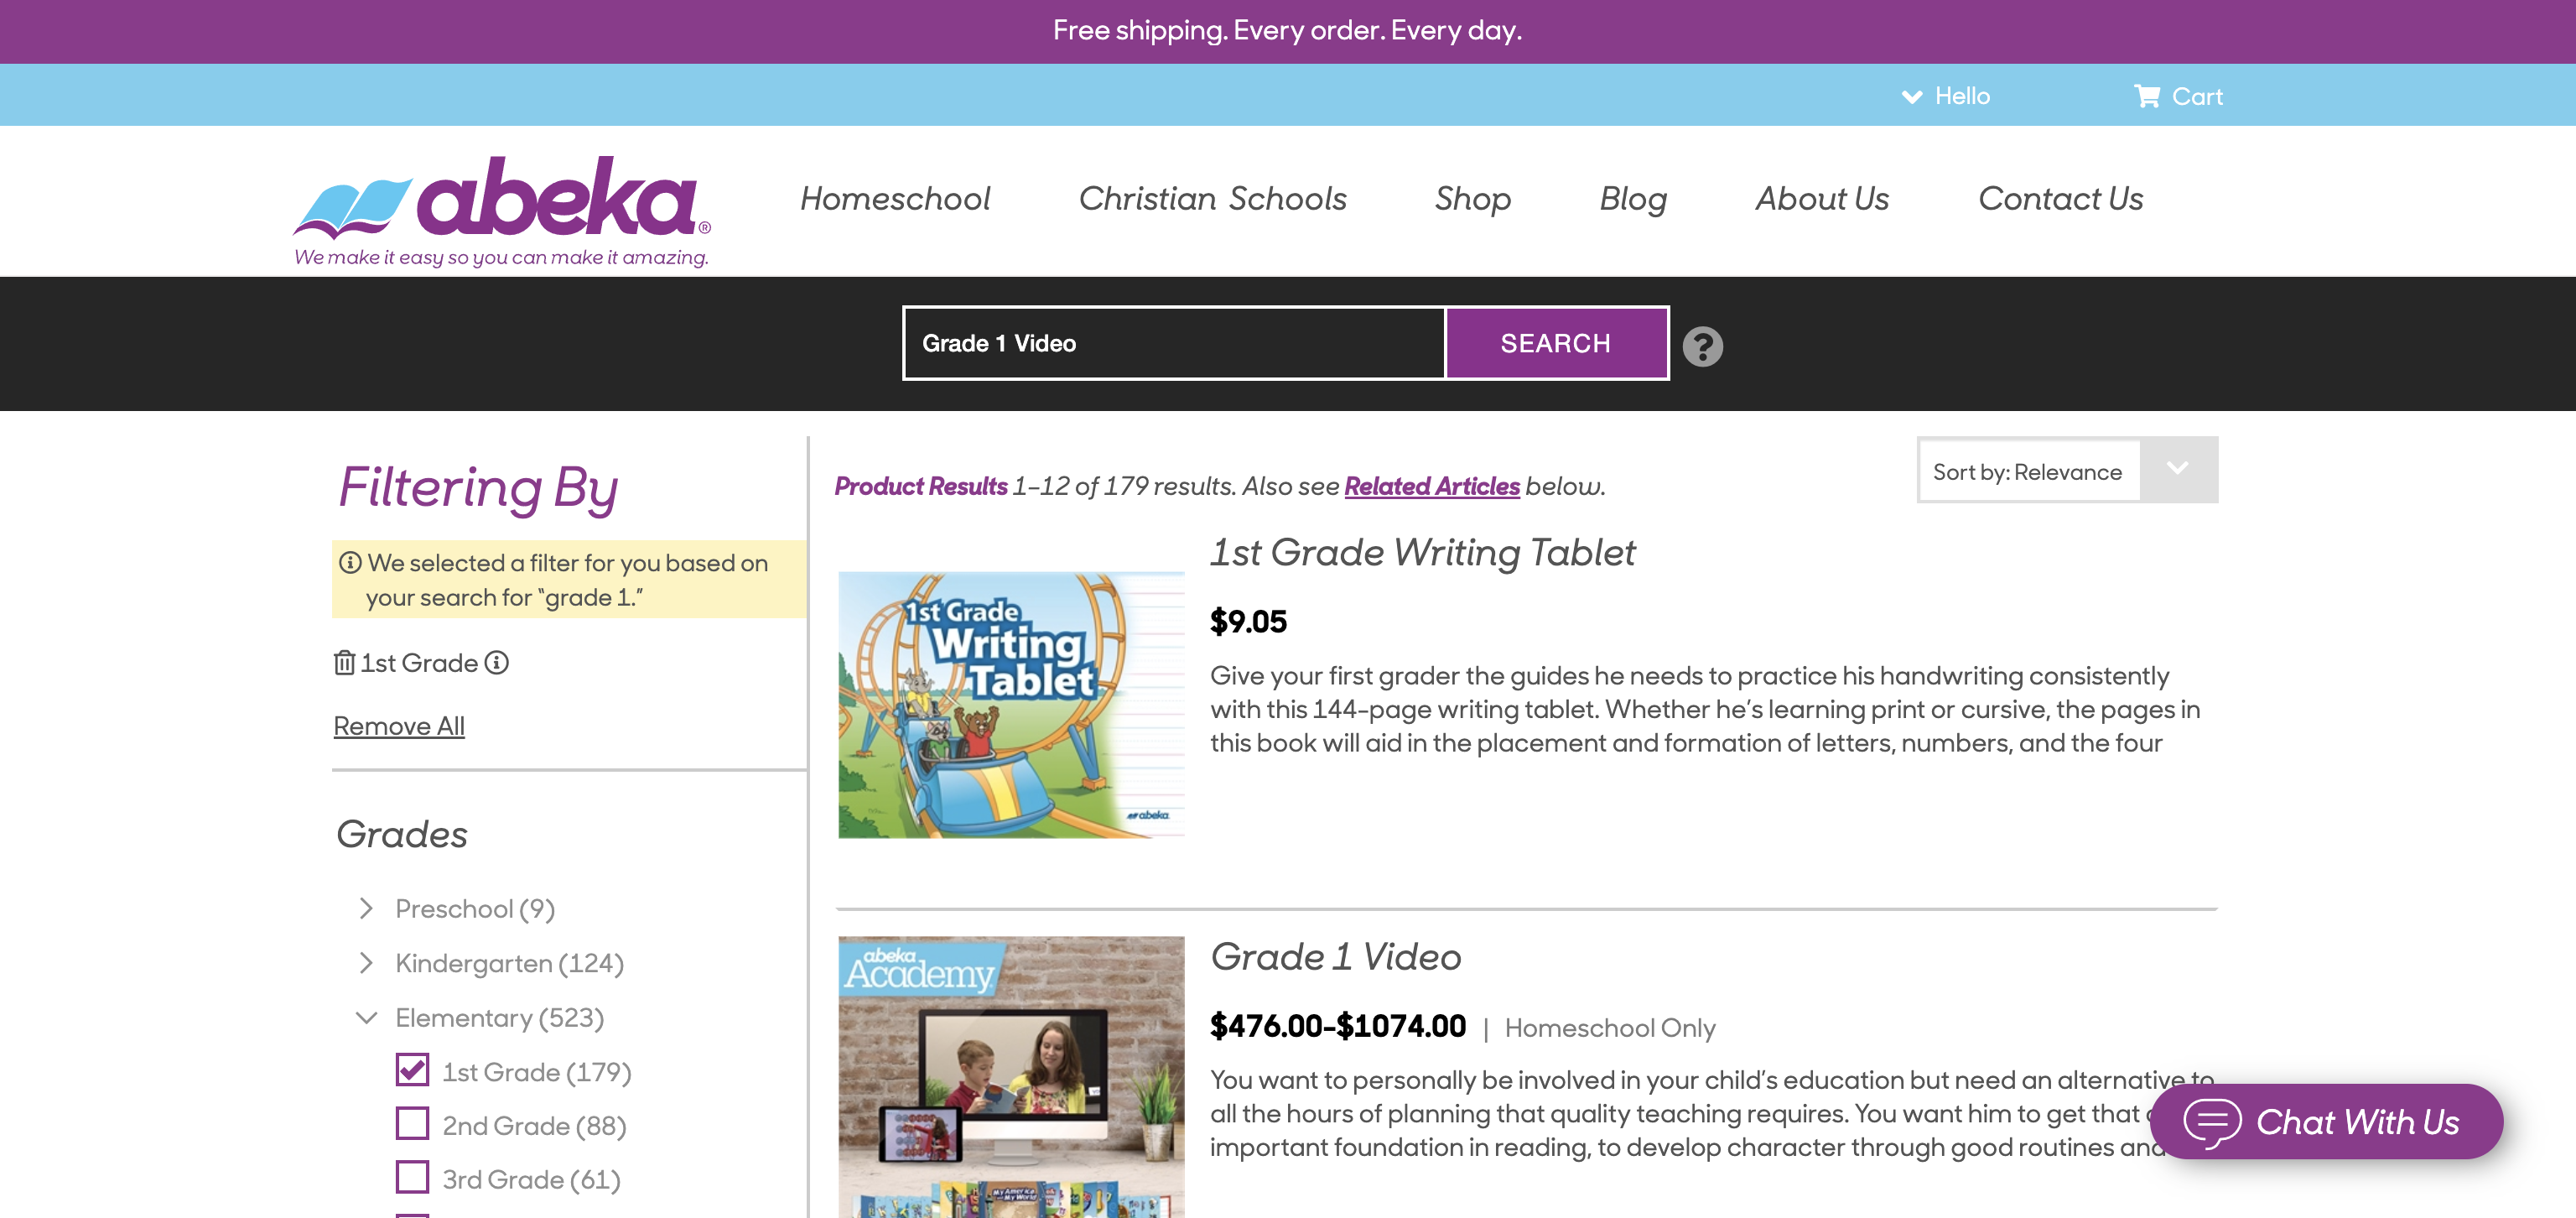 Free shipping. Every order. Every day.
Hello
Cart
abeka®
We make it easy so you can make it amazing.
Homeschool
Christian Schools
Shop
Blog
About Us
Contact Us
Grade 1 Video
SEARCH
?
Filtering By
We selected a filter for you based on
your search for “grade 1.”
1st Grade
Remove All
Grades
Preschool (9)
Kindergarten (124)
Elementary (523)
1st Grade (179)
2nd Grade (88)
3rd Grade (61)
Product Results 1–12 of 179 results. Also see Related Articles below.
Sort by: Relevance
1st Grade
Writing
Tablet
abeka
1st Grade Writing Tablet
$9.05
Give your first grader the guides he needs to practice his handwriting consistently
with this 144-page writing tablet. Whether he’s learning print or cursive, the pages in
this book will aid in the placement and formation of letters, numbers, and the four
abeka
Academy
My America
and My World
Grade 1 Video
$476.00-$1074.00 | Homeschool Only
You want to personally be involved in your child’s education but need an alternative to
all the hours of planning that quality teaching requires. You want him to get that
important foundation in reading, to develop character through good routines and
Chat With Us